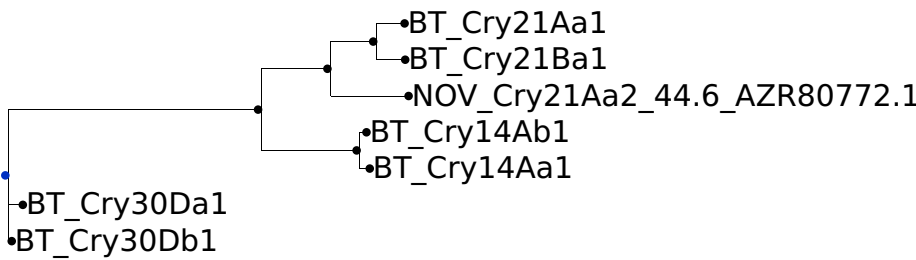 BT_Cry21Aa1
BT_Cry21Ba1
NOV_Cry21Aa2_44.6_AZR80772.1
BT_Cry14Ab1
BT_Cry14Aa1
BT_Cry30Da1
BT_Cry30Db1